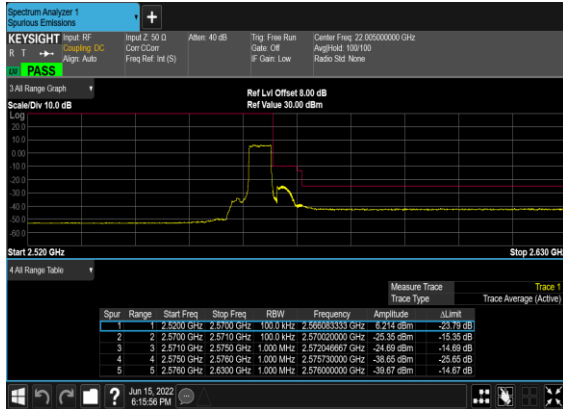 Spectrum Analyzer 1
Spurious Emissions
KEYSIGHT Input: RF Input Z: 50 Ω Atten: 40 dB Trig: Free Run Center Freq: 22.005000000 GHz
R T Coupling: DC Corr CCorr Gate: Off Avg|Hold: 100/100
Align: Auto Freq Ref: Int (S) IF Gain: Low Radio Std: None
PASS
3 All Range Graph
Ref Lvl Offset 8.00 dB
Scale/Div 10.0 dB Ref Value 30.00 dBm
Log
20.0
10.0
0.00
-10.0
-20.0
-30.0
-40.0
-50.0
-60.0
Start 2.520 GHz Stop 2.630 GH
4 All Range Table
Measure Trace Trace 1
Trace Type Trace Average (Active)
Spur Range Start Freq Stop Freq RBW Frequency Amplitude ΔLimit
1 1 2.5200 GHz 2.5700 GHz 100.0 kHz 2.566083333 GHz 6.214 dBm -23.79 dB
2 2 2.5700 GHz 2.5710 GHz 100.0 kHz 2.570020000 GHz -25.35 dBm -15.35 dB
3 3 2.5710 GHz 2.5750 GHz 1.000 MHz 2.572046667 GHz -24.69 dBm -14.69 dB
4 4 2.5750 GHz 2.5760 GHz 1.000 MHz 2.575730000 GHz -38.65 dBm -25.65 dB
5 5 2.5760 GHz 2.6300 GHz 1.000 MHz 2.576000000 GHz -39.67 dBm -14.67 dB
Jun 15, 2022
6:15:56 PM